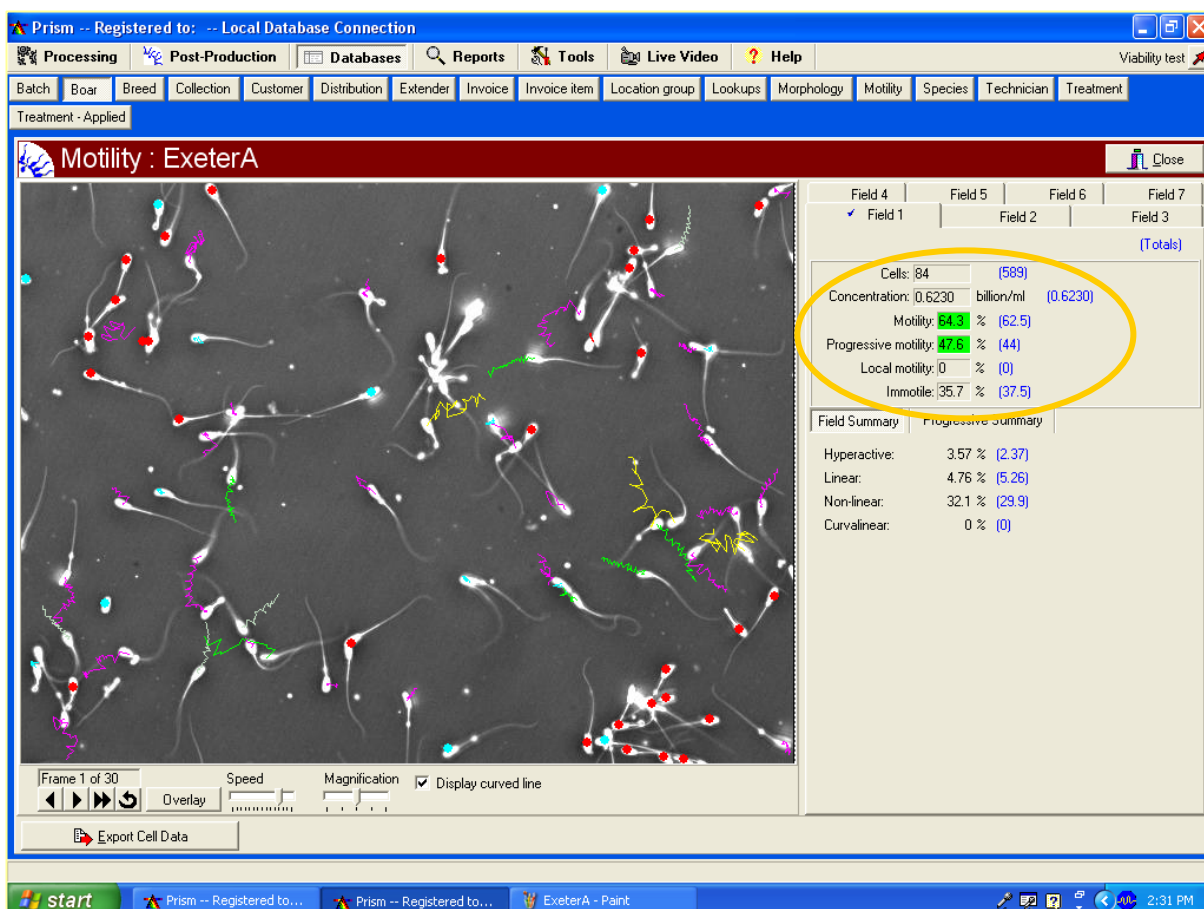 Prism -- Registered to: -- Local Database Connection
Processing Post-Production Databases Reports Tools Live Video ? Help Viability test
Batch Boar Breed Collection Customer Distribution Extender Invoice Invoice item Location group Lookups Morphology Motility Species Technician Treatment
Treatment - Applied
Motility : ExeterA Close
Field 4 Field 5 Field 6 Field 7
Field 1 Field 2 Field 3
(Totals)
Cells: 84 (589)
Concentration: 0.6230 billion/ml (0.6230)
Motility: 64.3 % (62.5)
Progressive motility: 47.6 % (44)
Local motility: 0 % (0)
Immotile: 35.7 % (37.5)
Field Summary Progressive Summary
Hyperactive: 3.57 % (2.37)
Linear: 4.76 % (5.26)
Non-linear: 32.1 % (29.9)
Curvalinear: 0 % (0)
Frame 1 of 30 Speed Magnification Display curved line
Overlay
Export Cell Data
start Prism -- Registered to... Prism -- Registered to... ExeterA - Paint 2:31 PM